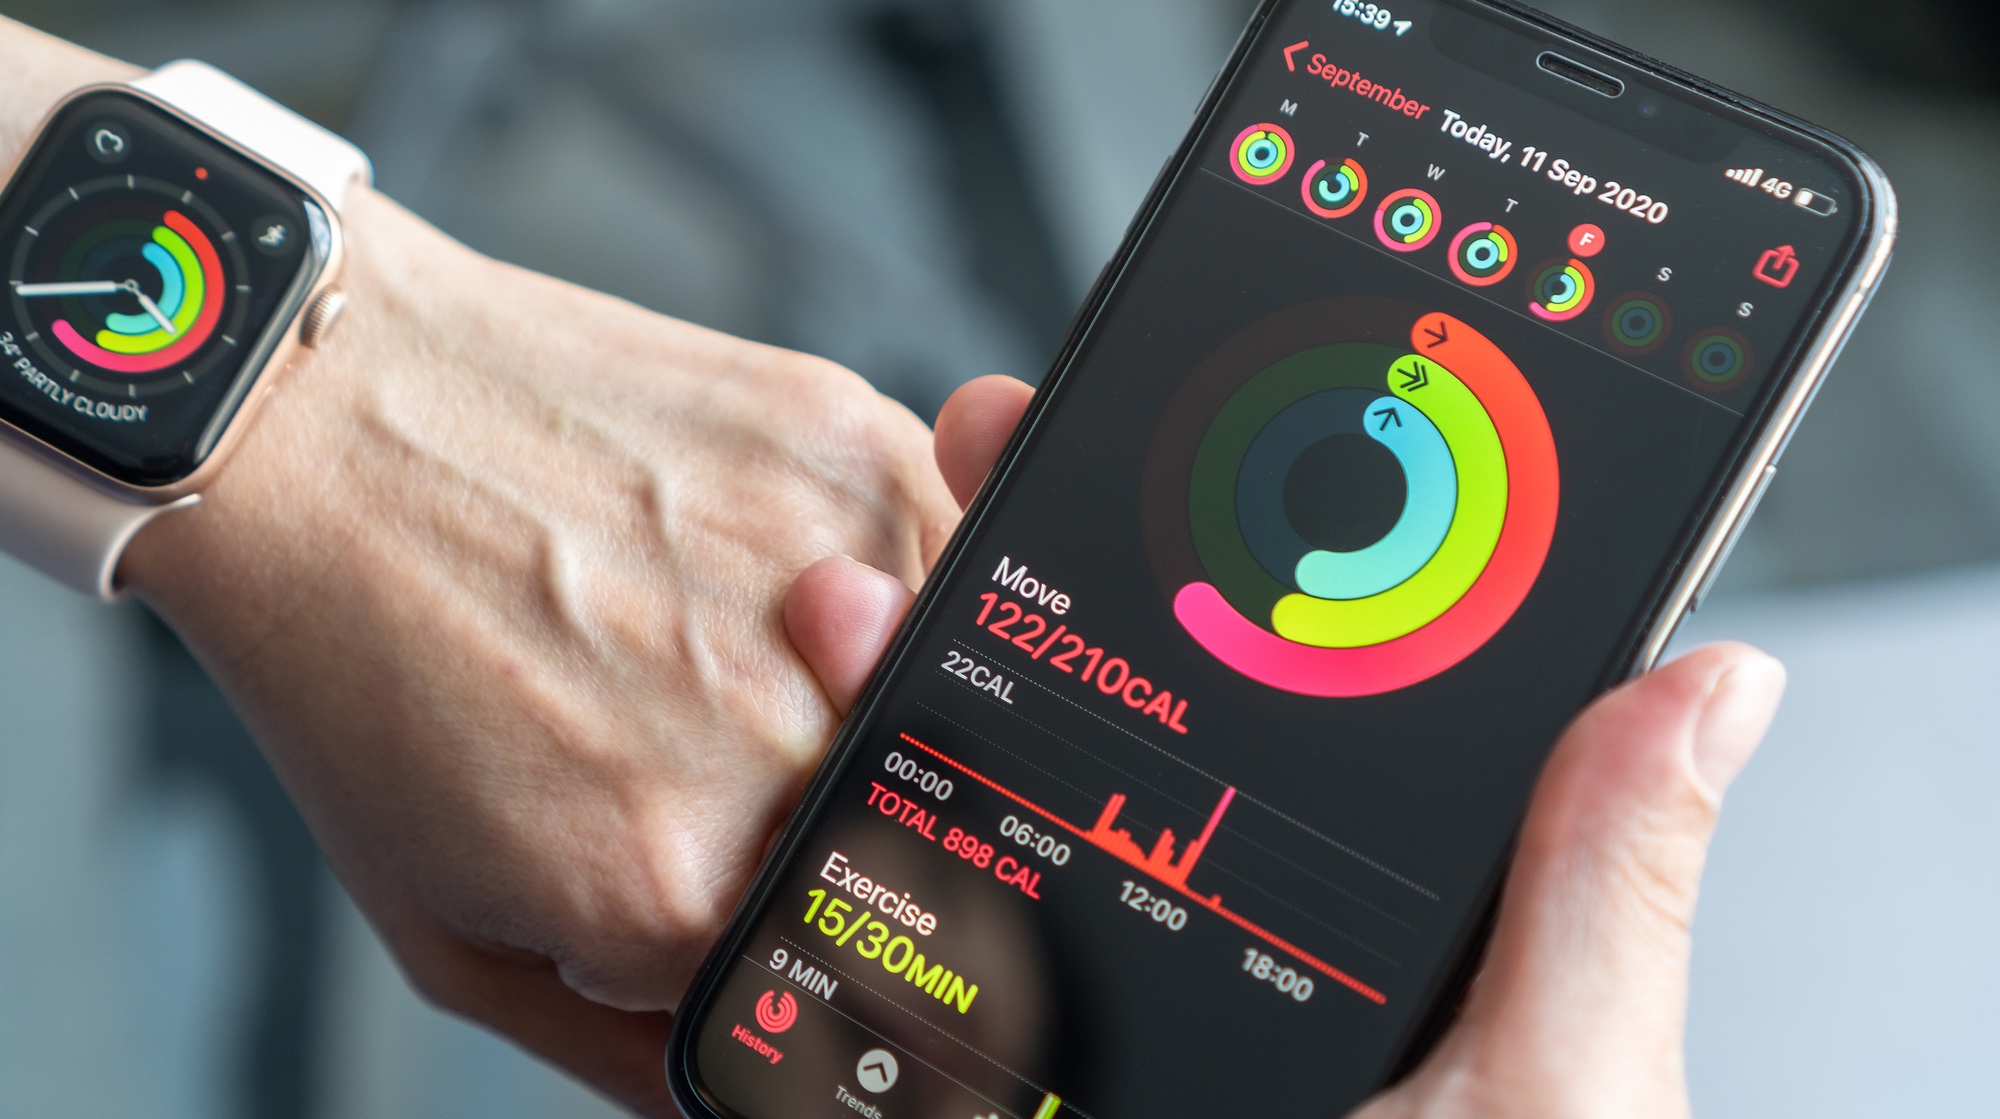 34° PARTLY CLOUDY
15:39
4G
September
Today, 11 Sep 2020
M T W T F S S
Move
122/210CAL
22CAL
00:00 06:00 12:00 18:00
TOTAL 898 CAL
Exercise
15/30MIN
9 MIN
History
Trends